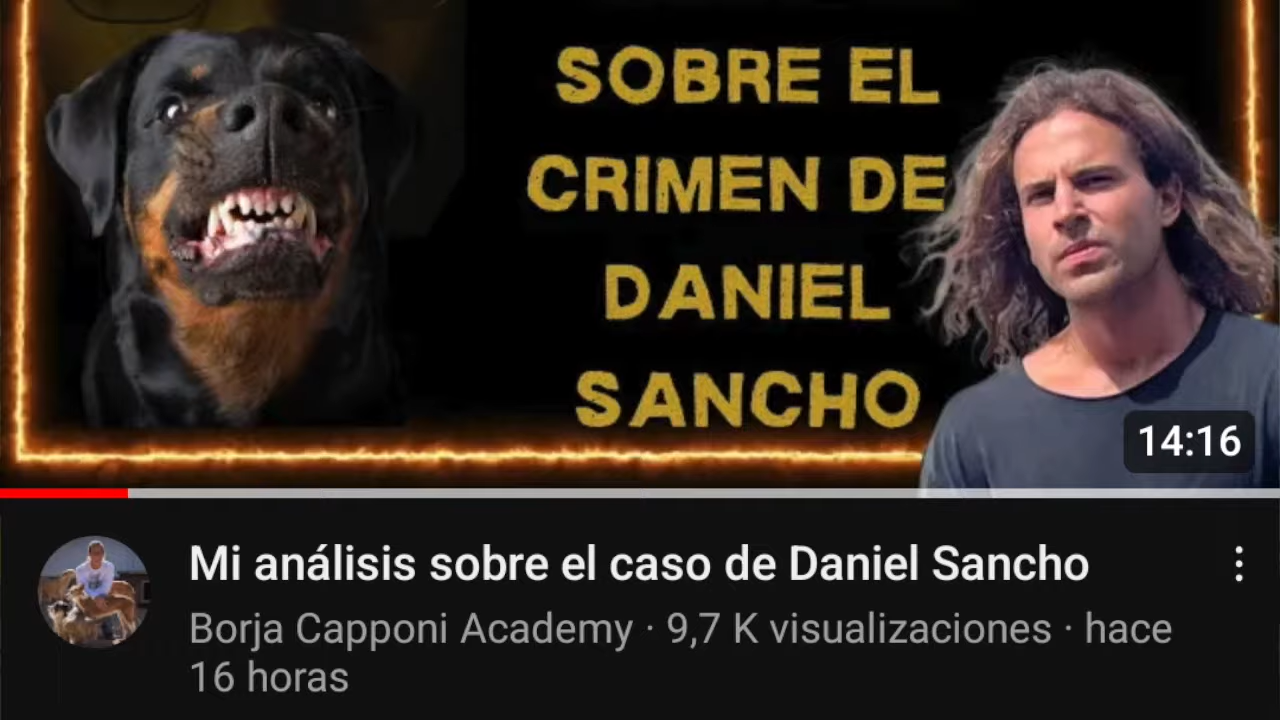 SOBRE EL
CRIMEN DE
DANIEL
SANCHO
14:16
Mi análisis sobre el caso de Daniel Sancho
Borja Capponi Academy · 9,7 K visualizaciones · hace
16 horas